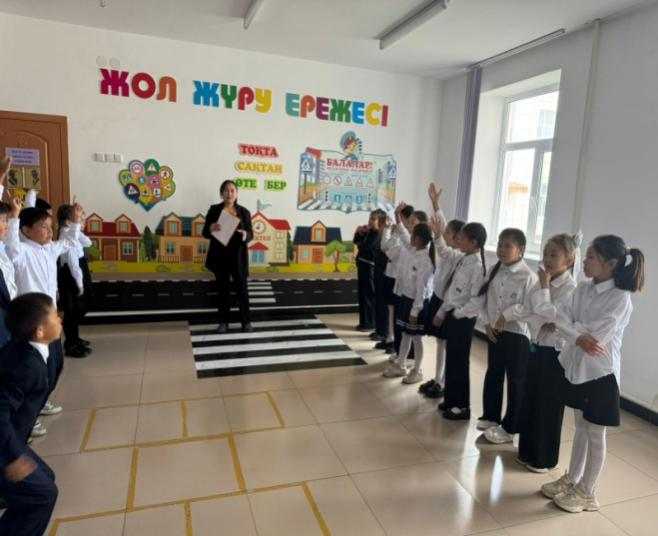 ЖОЛ ЖҮРУ ЕРЕЖЕСІ
ТОҚТА
САҚТАН
ӨТЕ БЕР
БАЛАЛАР!